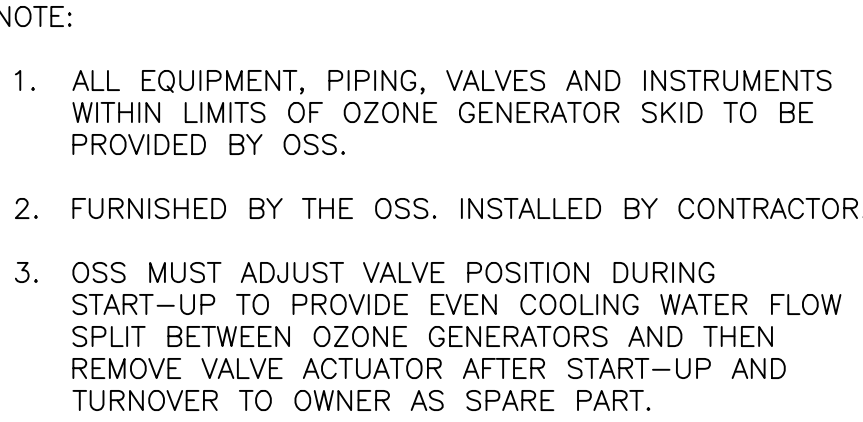 NOTE:
1. ALL EQUIPMENT, PIPING, VALVES AND INSTRUMENTS
WITHIN LIMITS OF OZONE GENERATOR SKID TO BE
PROVIDED BY OSS.
2. FURNISHED BY THE OSS. INSTALLED BY CONTRACTOR.
3. OSS MUST ADJUST VALVE POSITION DURING
START-UP TO PROVIDE EVEN COOLING WATER FLOW
SPLIT BETWEEN OZONE GENERATORS AND THEN
REMOVE VALVE ACTUATOR AFTER START-UP AND
TURNOVER TO OWNER AS SPARE PART.